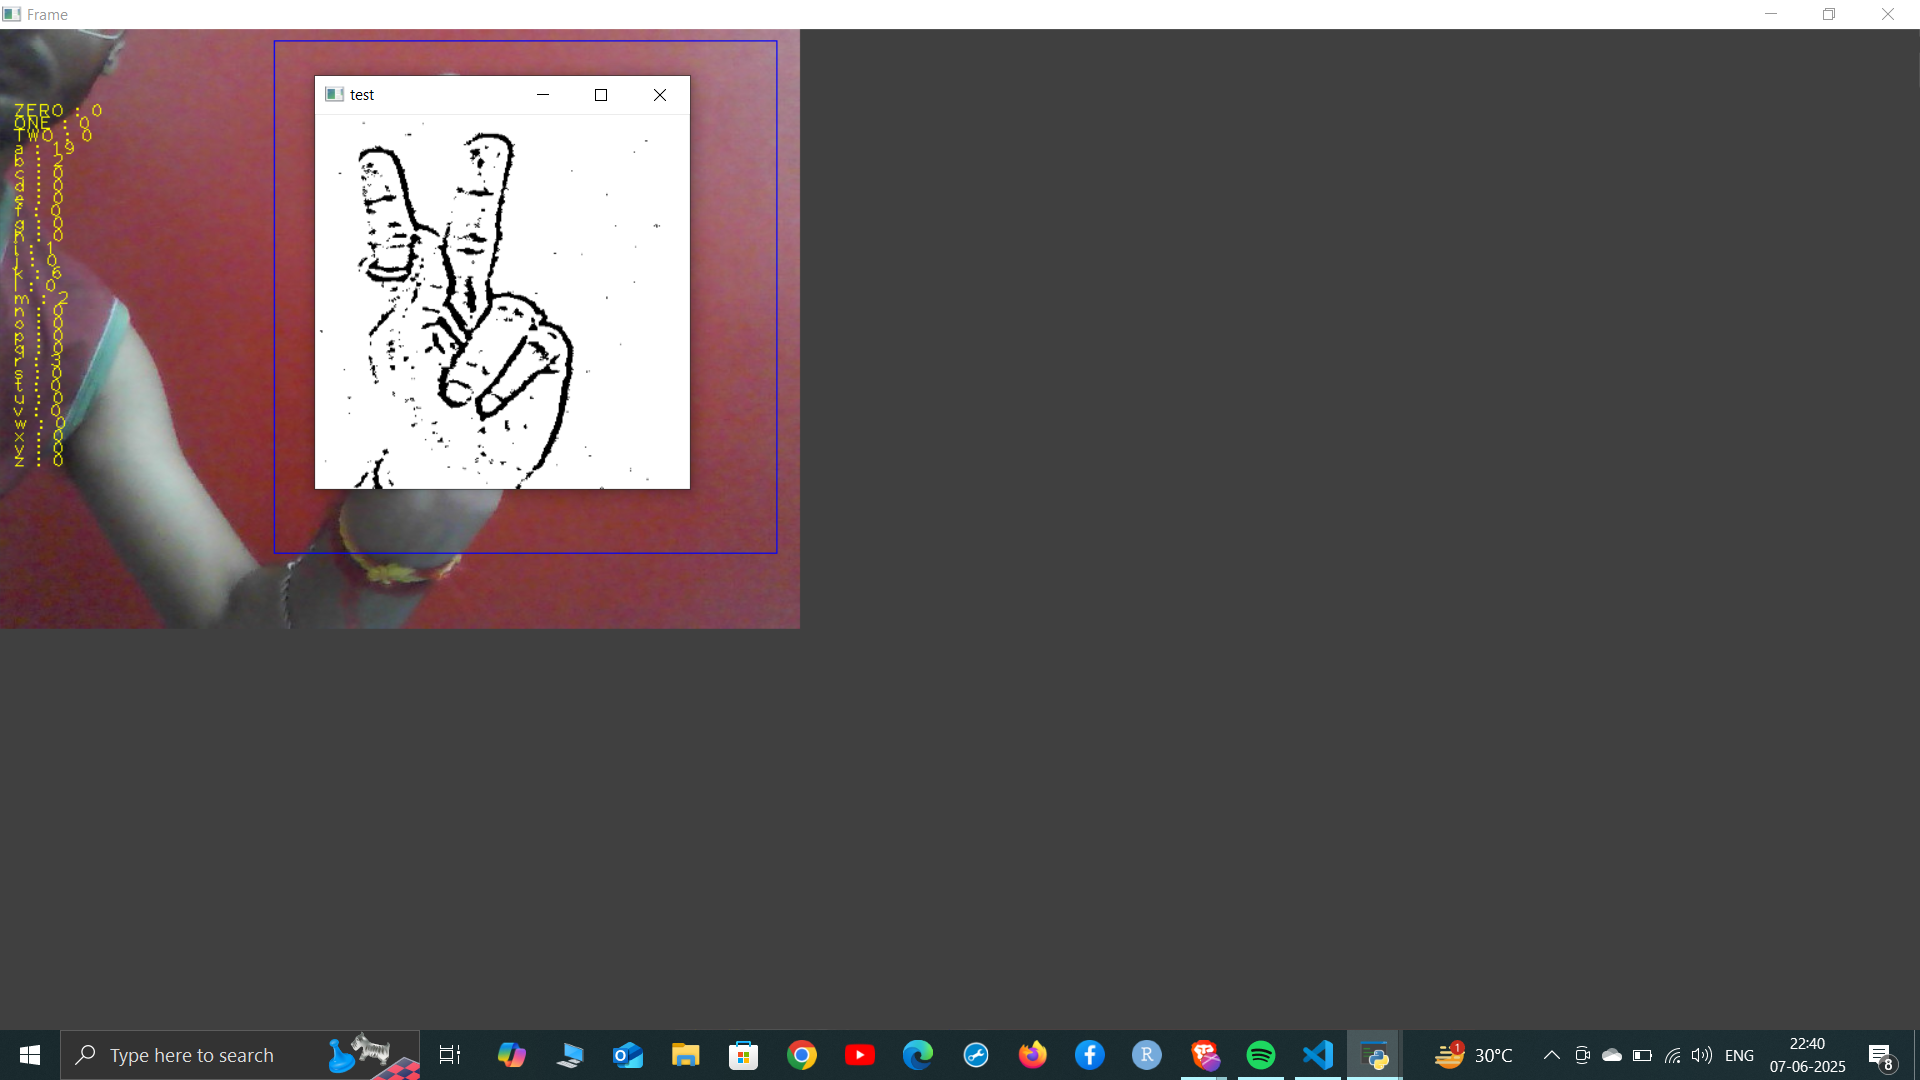 Frame
test
ZERO : 0
ONE : 0
TWO : 0
a : 19
b : 2
c : 0
d : 0
e : 0
f : 0
g : 0
h : 0
i : 1
j : 0
k : 6
l : 0
m : 2
n : 0
o : 0
p : 0
q : 0
r : 3
s : 0
t : 0
u : 0
v : 0
w : 0
x : 0
y : 0
z : 0
Type here to search
1
30°C
ENG
22:40
07-06-2025
8